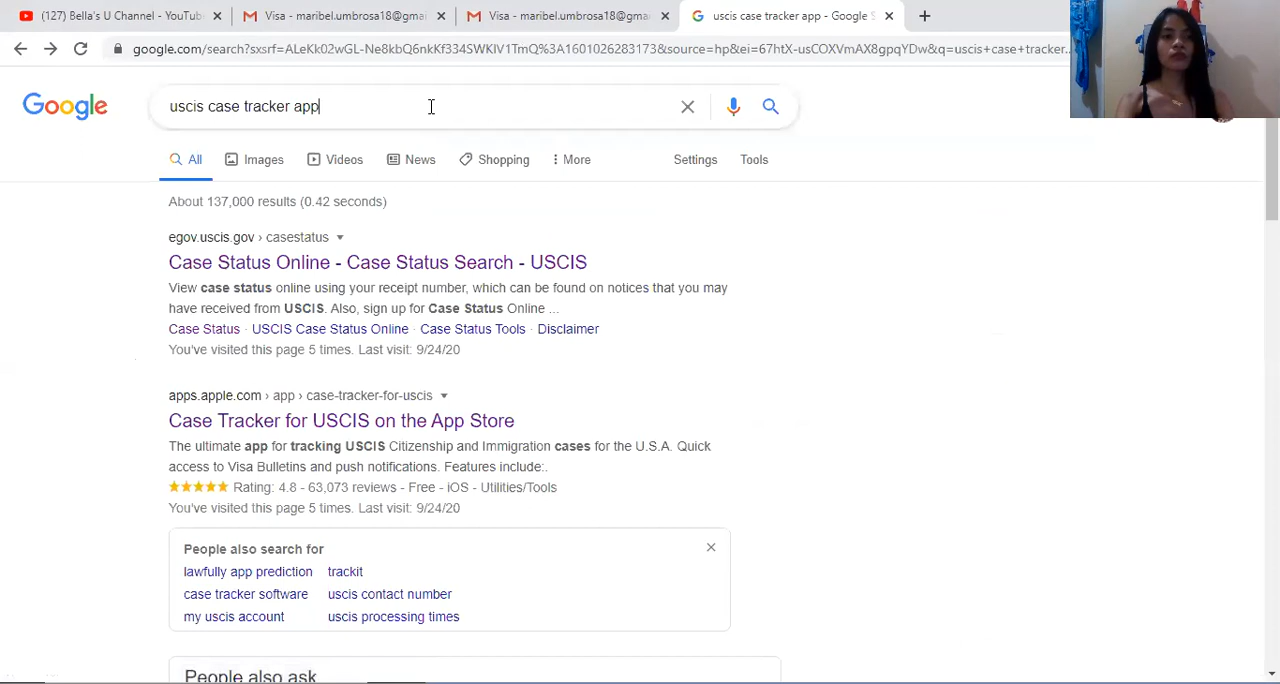 (127) Bella's U Channel - YouTube
Visa - maribel.umbrosa18@gmai
Visa - maribel.umbrosa18@gmai
uscis case tracker app - Google S
google.com/search?sxsrf=ALeKk02wGL-Ne8kbQ6nkKf334SWKIV1TmQ%3A1601026283173&source=hp&ei=67htX-usCOXVmAX8gpqYDw&q=uscis+case+tracker...
Google
uscis case tracker app
All
Images
Videos
News
Shopping
More
Settings
Tools
About 137,000 results (0.42 seconds)
egov.uscis.gov › casestatus
Case Status Online - Case Status Search - USCIS
View case status online using your receipt number, which can be found on notices that you may
have received from USCIS. Also, sign up for Case Status Online ...
Case Status · USCIS Case Status Online · Case Status Tools · Disclaimer
You've visited this page 5 times. Last visit: 9/24/20
apps.apple.com › app › case-tracker-for-uscis
Case Tracker for USCIS on the App Store
The ultimate app for tracking USCIS Citizenship and Immigration cases for the U.S.A. Quick
access to Visa Bulletins and push notifications. Features include:.
Rating: 4.8 - 63,073 reviews - Free - iOS - Utilities/Tools
You've visited this page 5 times. Last visit: 9/24/20
People also search for
lawfully app prediction
trackit
case tracker software
uscis contact number
my uscis account
uscis processing times
People also ask